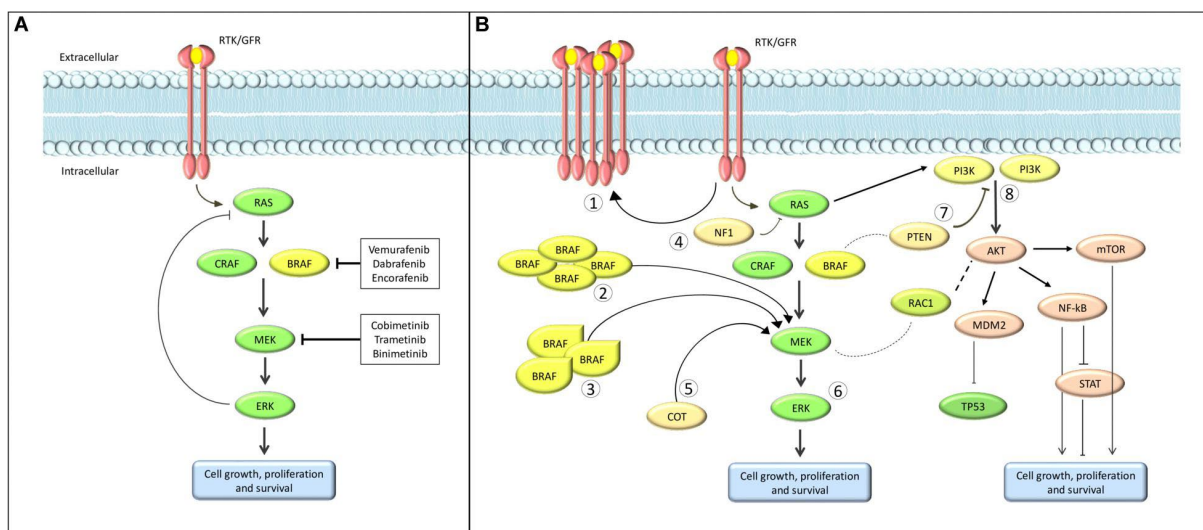 A
RTK/GFR
Extracellular
Intracellular
RAS
CRAF
BRAF
Vemurafenib
Dabrafenib
Encorafenib
MEK
Cobimetinib
Trametinib
Binimetinib
ERK
Cell growth, proliferation
and survival
B
RTK/GFR
1
RAS
PI3K
PI3K
8
4
NF1
7
PTEN
AKT
mTOR
BRAF
BRAF
BRAF
BRAF
2
CRAF
BRAF
RAC1
MDM2
NF-kB
BRAF
BRAF
BRAF
3
MEK
5
COT
ERK
6
STAT
TP53
Cell growth, proliferation
and survival
Cell growth, proliferation
and survival